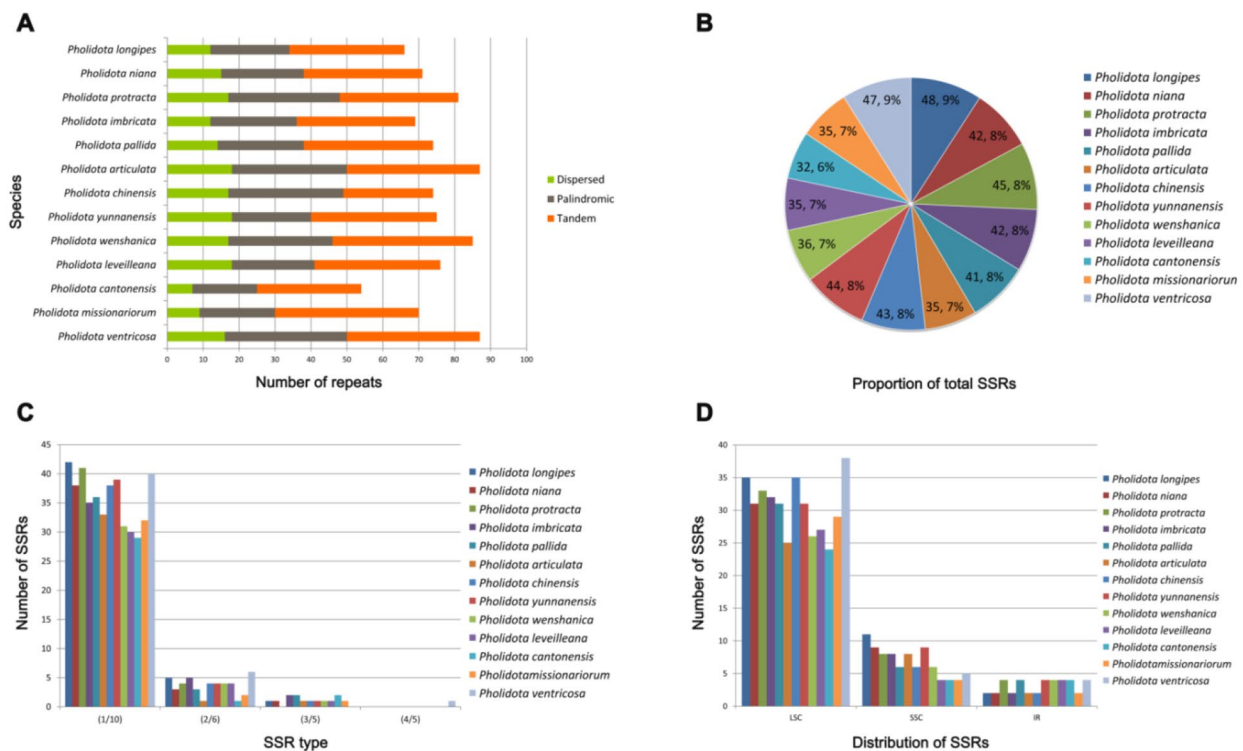 A
Pholidota longipes
Pholidota niana
Pholidota protracta
Pholidota imbricata
Pholidota pallida
Pholidota articulata
Pholidota chinensis
Pholidota yunnanensis
Pholidota wenshanica
Pholidota leveilleana
Pholidota cantonensis
Pholidota missionariorum
Pholidota ventricosa
Species
0 10 20 30 40 50 60 70 80 90 100
Number of repeats
Dispersed
Palindromic
Tandem
B
48, 9%
42, 8%
45, 8%
42, 8%
41, 8%
35, 7%
43, 8%
44, 8%
36, 7%
35, 7%
32, 6%
35, 7%
47, 9%
Pholidota longipes
Pholidota niana
Pholidota protracta
Pholidota imbricata
Pholidota pallida
Pholidota articulata
Pholidota chinensis
Pholidota yunnanensis
Pholidota wenshanica
Pholidota leveilleana
Pholidota cantonensis
Pholidota missionariorun
Pholidota ventricosa
Proportion of total SSRs
C
45
40
35
30
25
20
15
10
5
0
Number of SSRs
(1/10) (2/6) (3/5) (4/5)
SSR type
Pholidota longipes
Pholidota niana
Pholidota protracta
Pholidota imbricata
Pholidota pallida
Pholidota articulata
Pholidota chinensis
Pholidota yunnanensis
Pholidota wenshanica
Pholidota leveilleana
Pholidota cantonensis
Pholidotamissionariorum
Pholidota ventricosa
D
40
35
30
25
20
15
10
5
0
Number of SSRs
LSC SSC IR
Distribution of SSRs
Pholidota longipes
Pholidota niana
Pholidota protracta
Pholidota imbricata
Pholidota pallida
Pholidota articulata
Pholidota chinensis
Pholidota yunnanensis
Pholidota wenshanica
Pholidota leveilleana
Pholidota cantonensis
Pholidotamissionariorum
Pholidota ventricosa